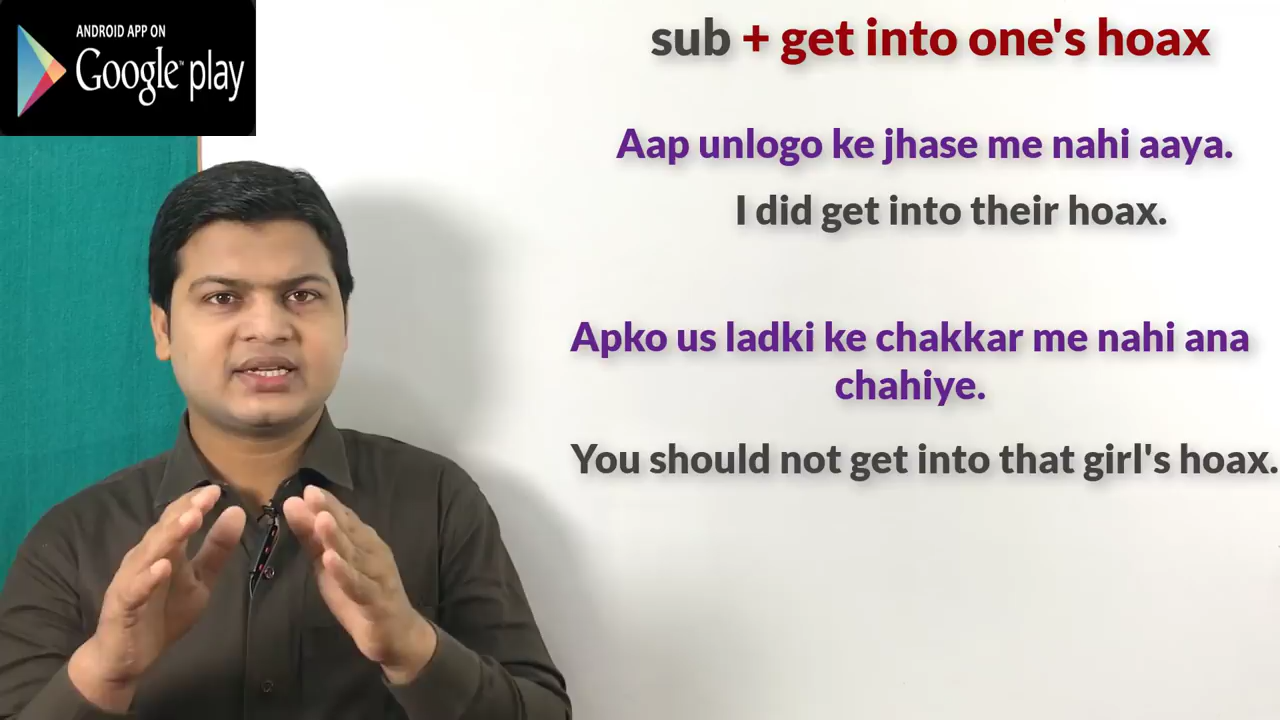 ANDROID APP ON
Google play
sub + get into one's hoax
Aap unlogo ke jhase me nahi aaya.
I did get into their hoax.
Apko us ladki ke chakkar me nahi ana
chahiye.
You should not get into that girl's hoax.